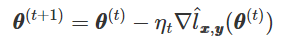 𝜽^{(t+1)} = 𝜽^{(t)} − η_t ∇ l̂_{𝒙,𝒚}(𝜽^{(t)})